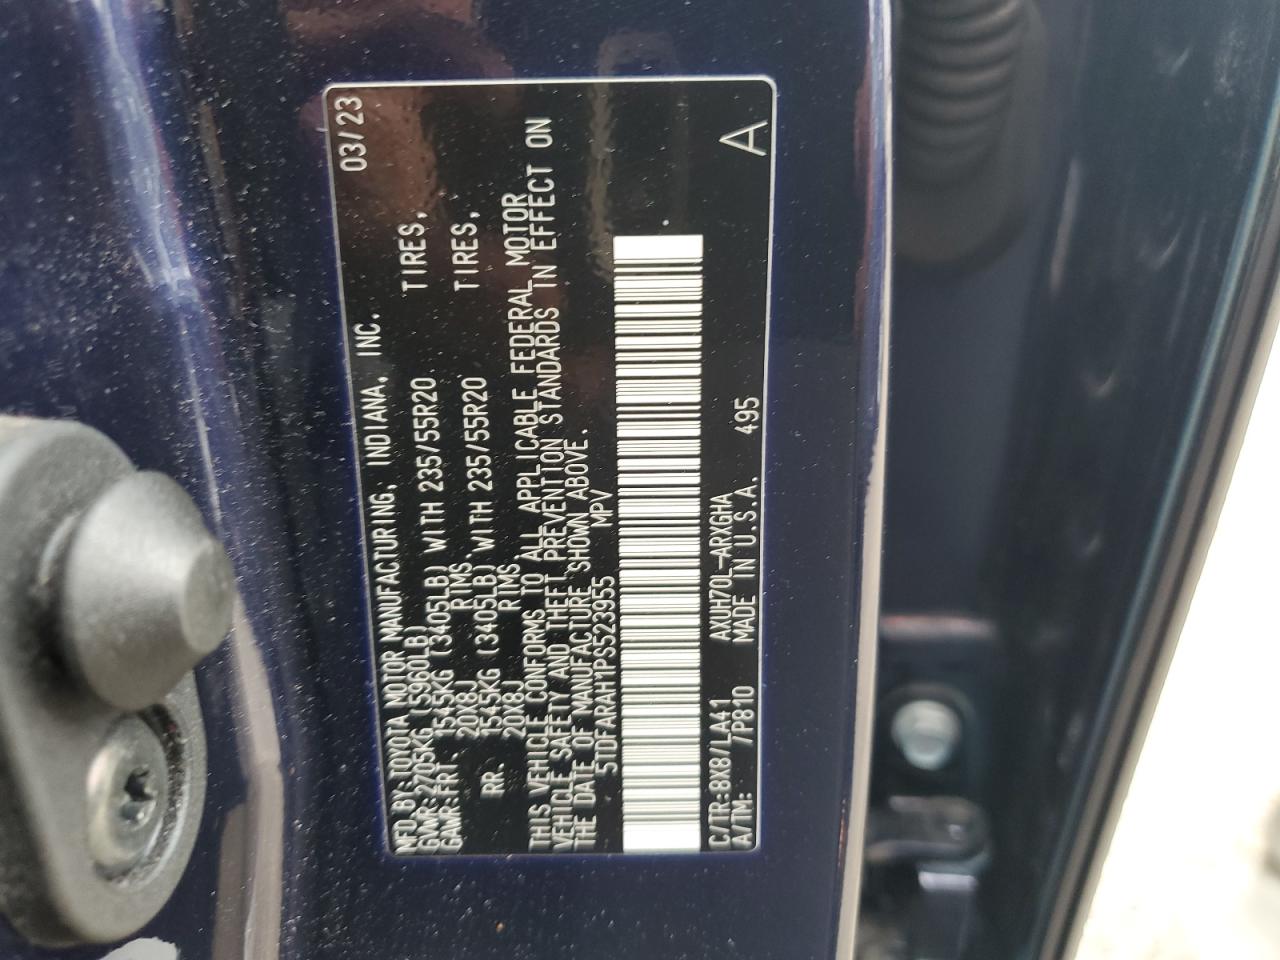 MFD.BY:TOYOTA MOTOR MANUFACTURING, INDIANA, INC. 03/23
GVWR:2705KG (5960LB)
GAWR:FRT. 1545KG (3405LB) WITH 235/55R20 TIRES,
20X8J RIMS
RR. 1545KG (3405LB) WITH 235/55R20 TIRES,
20X8J RIMS
THIS VEHICLE CONFORMS TO ALL APPLICABLE FEDERAL MOTOR
VEHICLE SAFETY AND THEFT PREVENTION STANDARDS IN EFFECT ON
THE DATE OF MANUFACTURE SHOWN ABOVE.
5TDFARAH1PS523955 MPV
C/TR:8X8/LA41 AXUH70L-ARXGHA A
A/TM: /P810 MADE IN U.S.A. 495